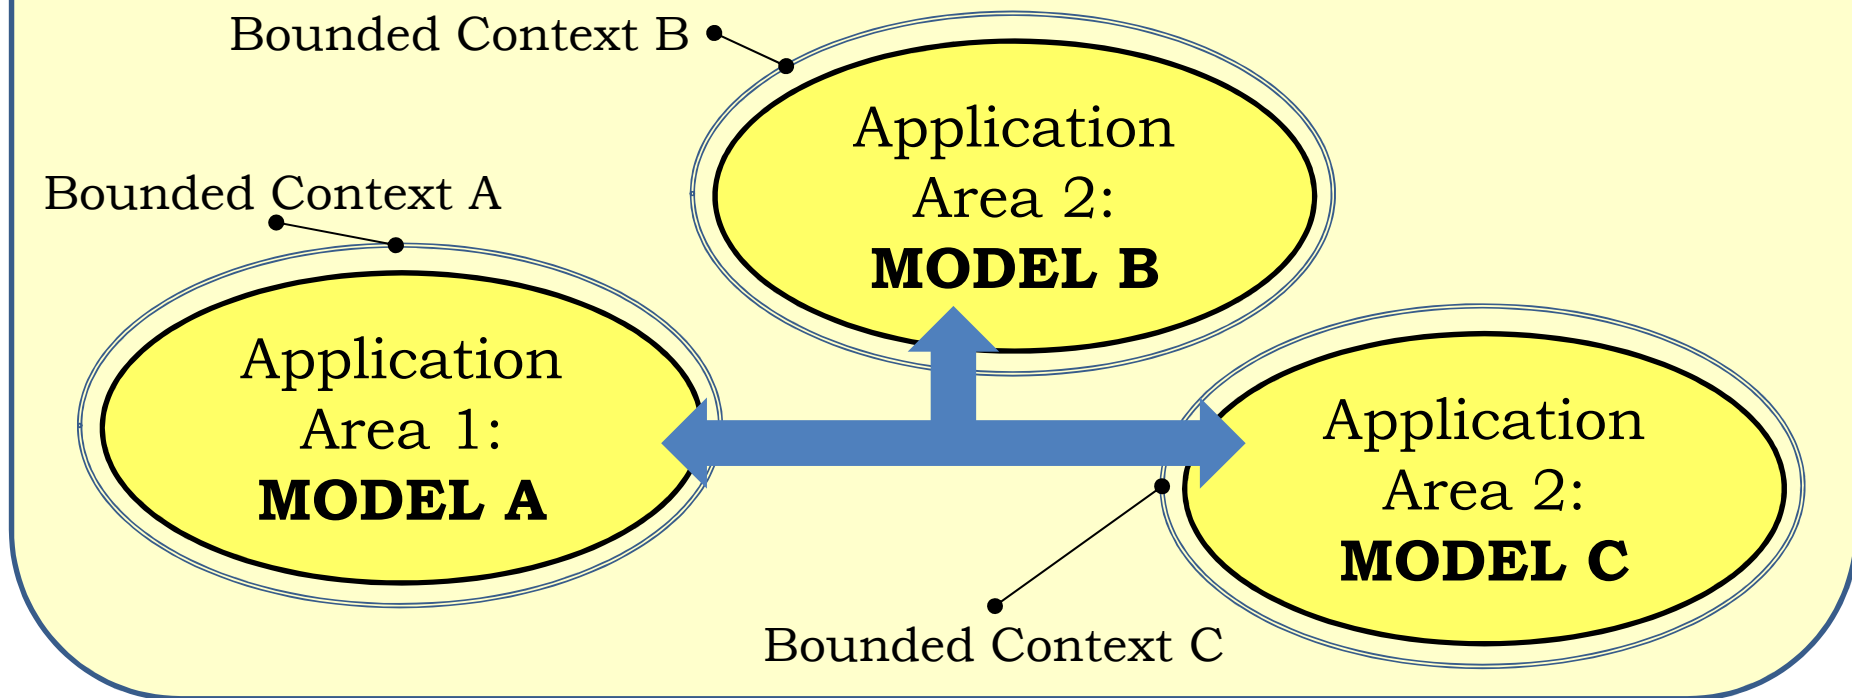 Bounded Context B
Application
Area 2:
MODEL B
Bounded Context A
Application
Area 1:
MODEL A
Application
Area 2:
MODEL C
Bounded Context C